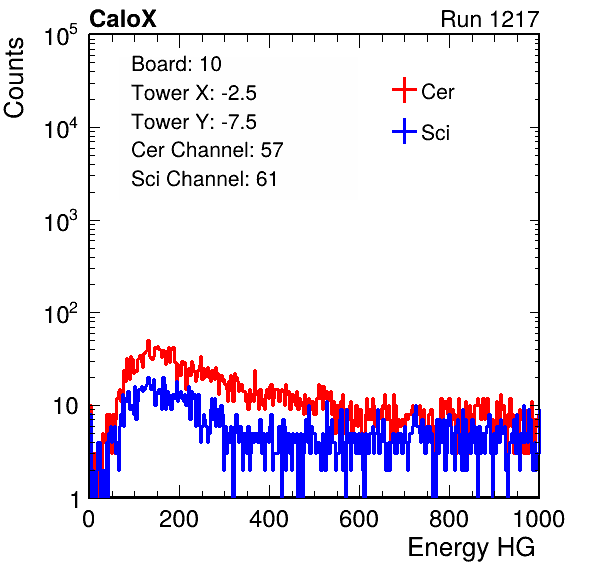 CaloX Run 1217
Counts
Board: 10
Tower X: -2.5
Tower Y: -7.5
Cer Channel: 57
Sci Channel: 61
Cer
Sci
10^5
10^4
10^3
10^2
10
1
0 200 400 600 800 1000
Energy HG